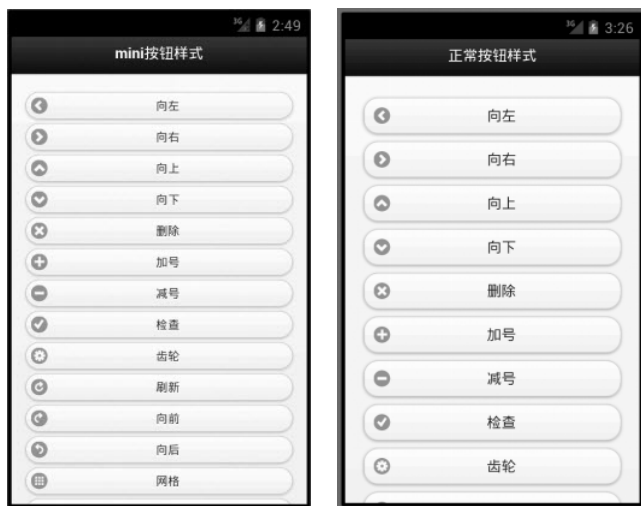 3G 2:49
mini按钮样式
向左
向右
向上
向下
删除
加号
减号
检查
齿轮
刷新
向前
向后
网格
3G 3:26
正常按钮样式
向左
向右
向上
向下
删除
加号
减号
检查
齿轮